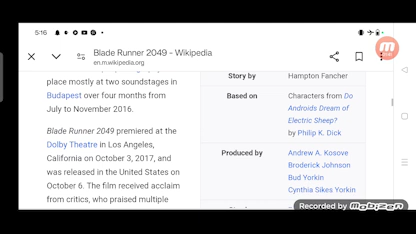 5:16
Blade Runner 2049 - Wikipedia
en.m.wikipedia.org
place mostly at two soundstages in
Budapest over four months from
July to November 2016.
Blade Runner 2049 premiered at the
Dolby Theatre in Los Angeles,
California on October 3, 2017, and
was released in the United States on
October 6. The film received acclaim
from critics, who praised multiple
Story by Hampton Fancher
Based on Characters from Do
Androids Dream of
Electric Sheep?
by Philip K. Dick
Produced by Andrew A. Kosove
Broderick Johnson
Bud Yorkin
Cynthia Sikes Yorkin
Recorded by Mobizen